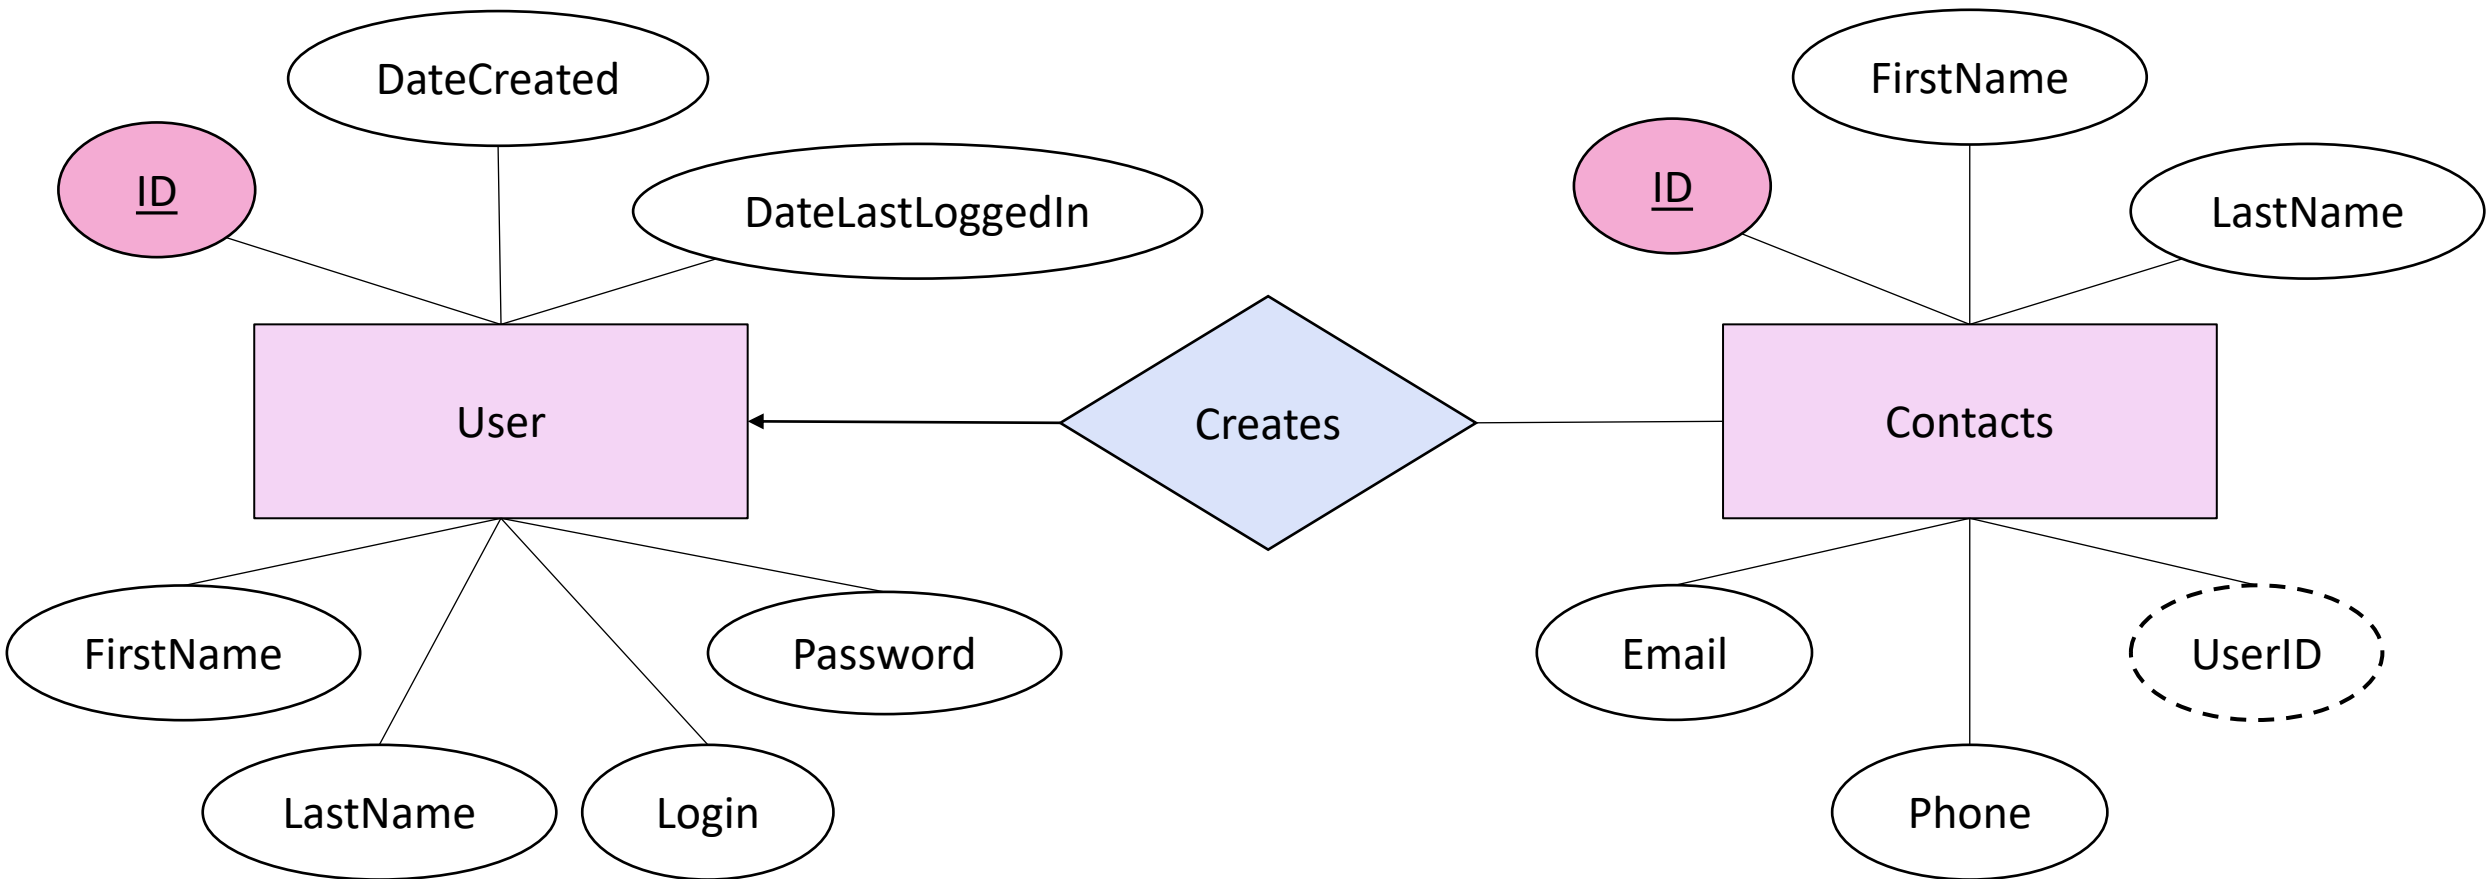 DateCreated
FirstName
ID
ID
DateLastLoggedIn
LastName
User
Creates
Contacts
FirstName
Password
Email
UserID
LastName
Login
Phone